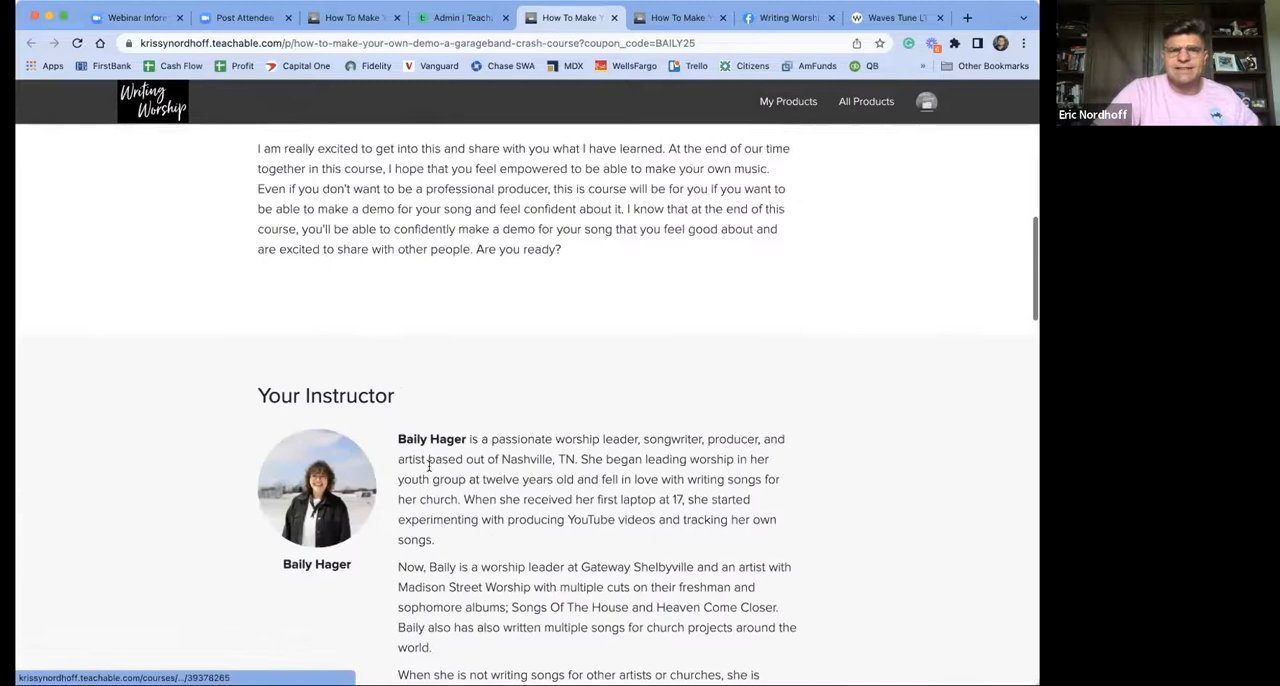 Webinar Inform
Post Attendee
How To Make Y
Admin | Teach
How To Make Y
How To Make Y
Writing Worshi
Waves Tune LT
krissynordhoff.teachable.com/p/how-to-make-your-own-demo-a-garageband-crash-course?coupon_code=BAILY25
Apps FirstBank Cash Flow Profit Capital One Fidelity Vanguard Chase SWA MDX WellsFargo Trello Citizens AmFunds QB » Other Bookmarks
Writing
Worship
My Products All Products
Eric Nordhoff
I am really excited to get into this and share with you what I have learned. At the end of our time
together in this course, I hope that you feel empowered to be able to make your own music.
Even if you don't want to be a professional producer, this is course will be for you if you want to
be able to make a demo for your song and feel confident about it. I know that at the end of this
course, you'll be able to confidently make a demo for your song that you feel good about and
are excited to share with other people. Are you ready?
Your Instructor
Baily Hager is a passionate worship leader, songwriter, producer, and
artist based out of Nashville, TN. She began leading worship in her
youth group at twelve years old and fell in love with writing songs for
her church. When she received her first laptop at 17, she started
experimenting with producing YouTube videos and tracking her own
songs.
Baily Hager
Now, Baily is a worship leader at Gateway Shelbyville and an artist with
Madison Street Worship with multiple cuts on their freshman and
sophomore albums; Songs Of The House and Heaven Come Closer.
Baily also has also written multiple songs for church projects around the
world.
When she is not writing songs for other artists or churches, she is
krissynordhoff.teachable.com/courses/.../39378265